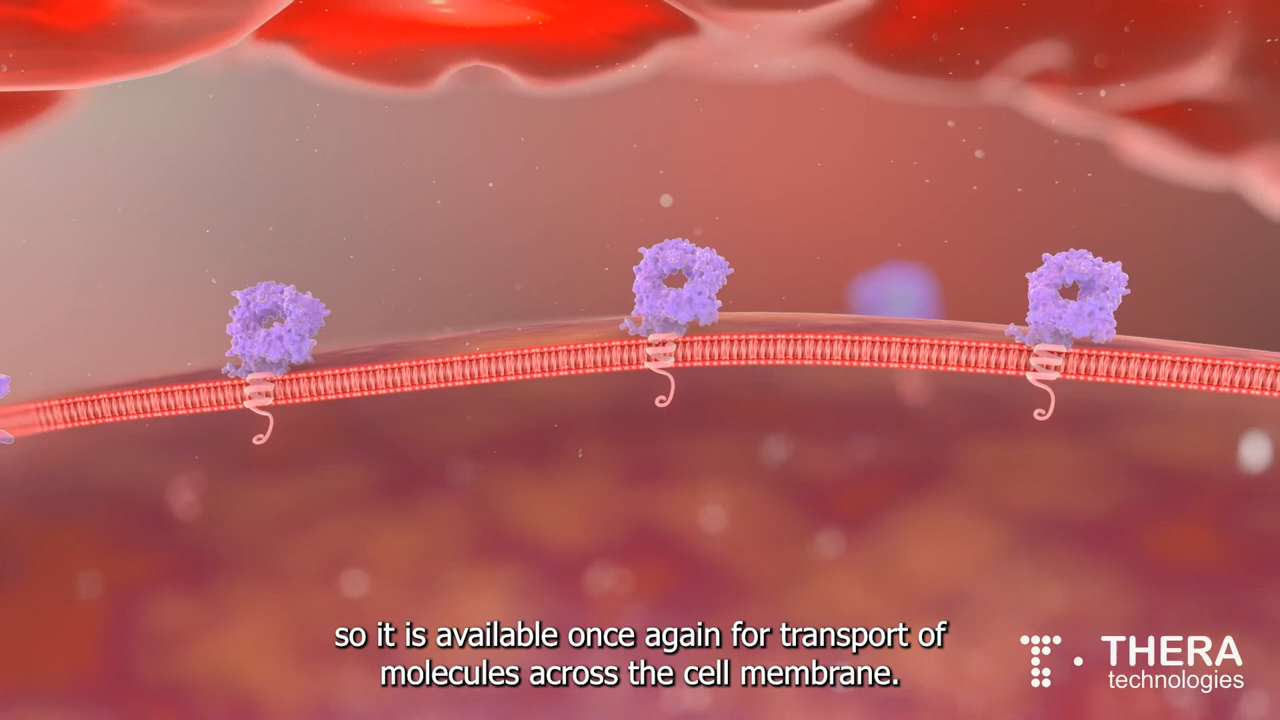 so it is available once again for transport of
molecules across the cell membrane.
THERA
technologies